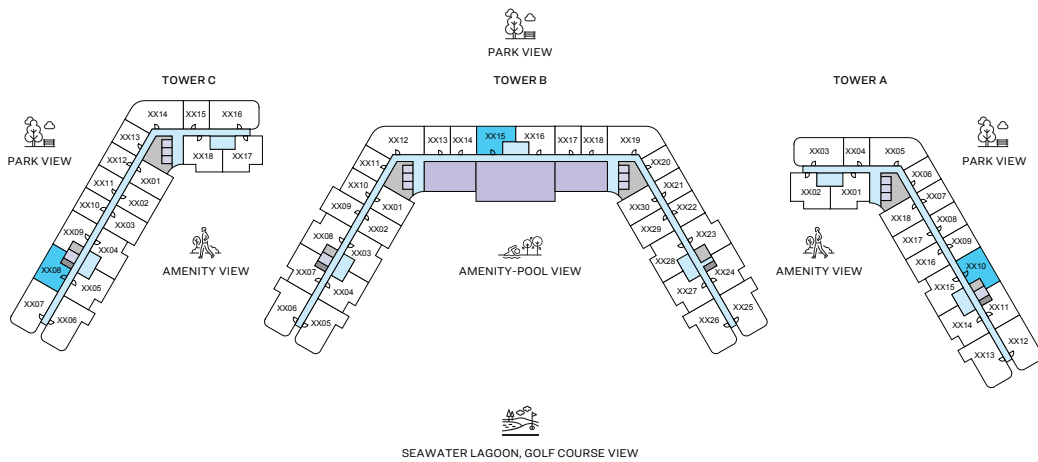 PARK VIEW
TOWER C
TOWER B
TOWER A
PARK VIEW
PARK VIEW
XX14
XX15
XX16
XX13
XX12
XX11
XX10
XX09
XX08
XX07
XX06
XX05
XX04
XX03
XX02
XX01
XX18
XX17
AMENITY VIEW
XX12
XX13
XX14
XX15
XX16
XX17
XX18
XX19
XX11
XX10
XX09
XX08
XX07
XX06
XX05
XX04
XX03
XX02
XX01
XX20
XX21
XX22
XX23
XX24
XX25
XX26
XX27
XX28
XX29
XX30
AMENITY-POOL VIEW
AMENITY VIEW
XX03
XX04
XX05
XX02
XX01
XX06
XX07
XX08
XX09
XX10
XX11
XX12
XX13
XX14
XX15
XX16
XX17
XX18
SEAWATER LAGOON, GOLF COURSE VIEW